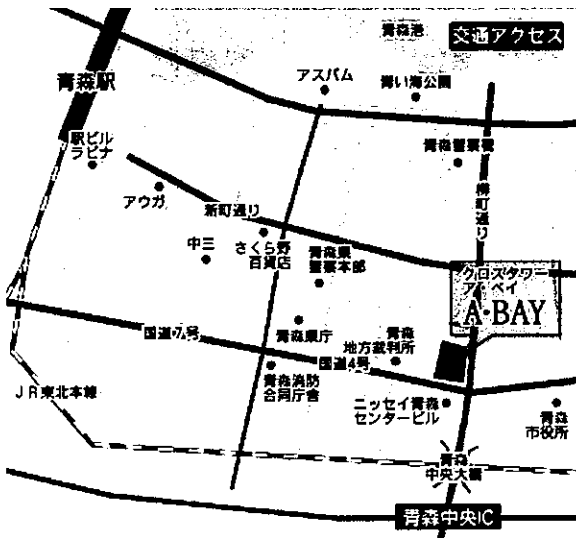 青森港
交通アクセス
アスパム
青い海公園
青森駅
青森警察署
駅ビル
ラビナ
柳町通り
アウガ
新町通り
中三
さくら野
百貨店
青森県
警察本部
クロスタワー
ア・ベイ
A·BAY
国道7号
青森県庁
青森
地方裁判所
国道4号
青森消防
合同庁舎
JR東北本線
ニッセイ青森
センタービル
青森
市役所
青森
中央大橋
青森中央IC